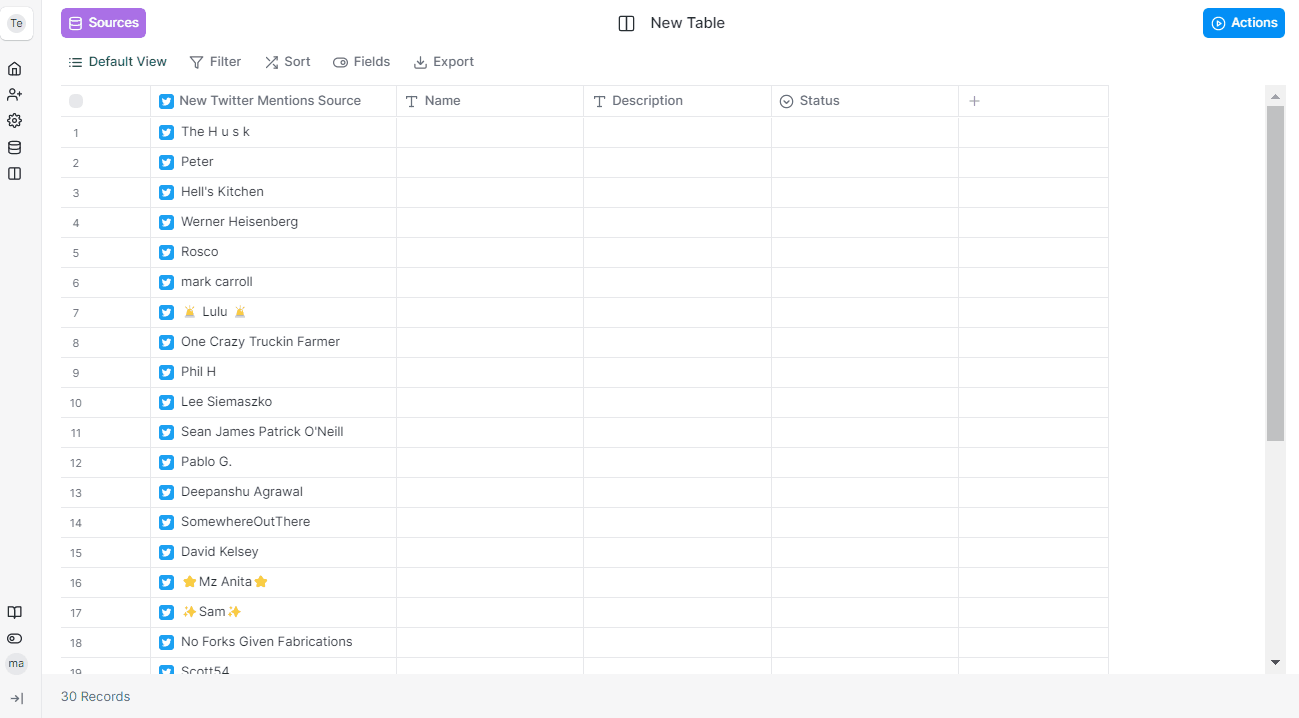 Te
Sources
New Table
Actions
Default View Filter Sort Fields Export
New Twitter Mentions Source Name Description Status +
1 The H u s k
2 Peter
3 Hell's Kitchen
4 Werner Heisenberg
5 Rosco
6 mark carroll
7 Lulu
8 One Crazy Truckin Farmer
9 Phil H
10 Lee Siemaszko
11 Sean James Patrick O'Neill
12 Pablo G.
13 Deepanshu Agrawal
14 SomewhereOutThere
15 David Kelsey
16 ⭐Mz Anita⭐
17 ✨Sam✨
18 No Forks Given Fabrications
19 Scott54
ma
30 Records